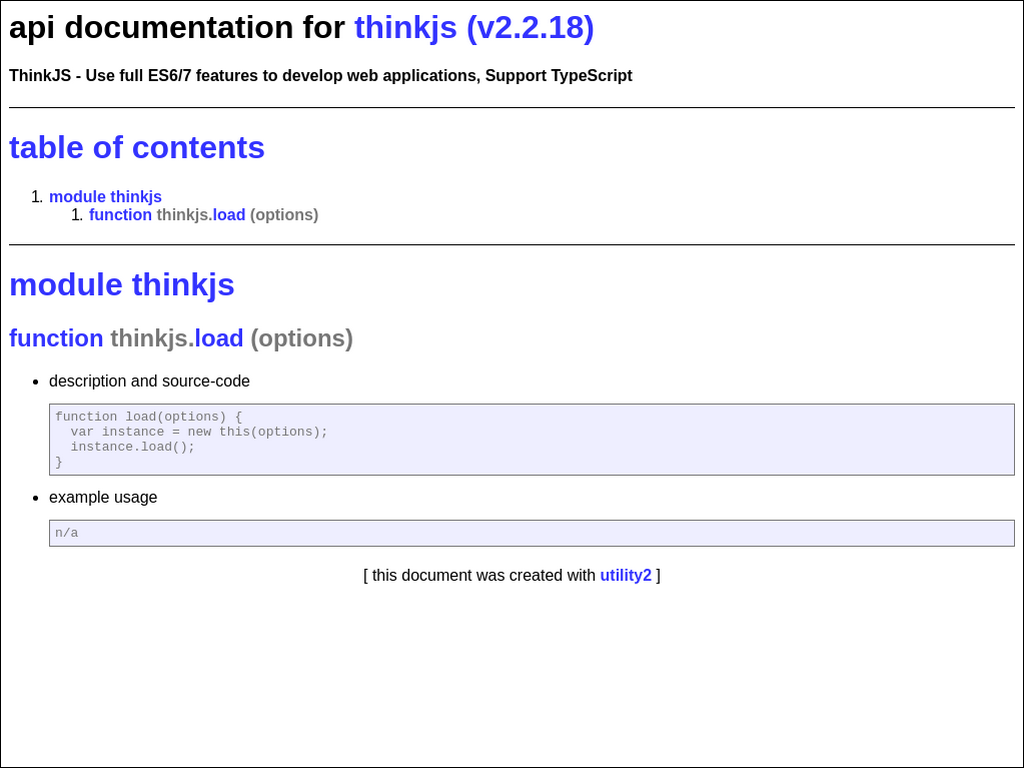 api documentation for thinkjs (v2.2.18)
ThinkJS - Use full ES6/7 features to develop web applications, Support TypeScript
table of contents
1. module thinkjs
1. function thinkjs.load (options)
module thinkjs
function thinkjs.load (options)
• description and source-code
function load(options) {
  var instance = new this(options);
  instance.load();
}
• example usage
n/a
[ this document was created with utility2 ]